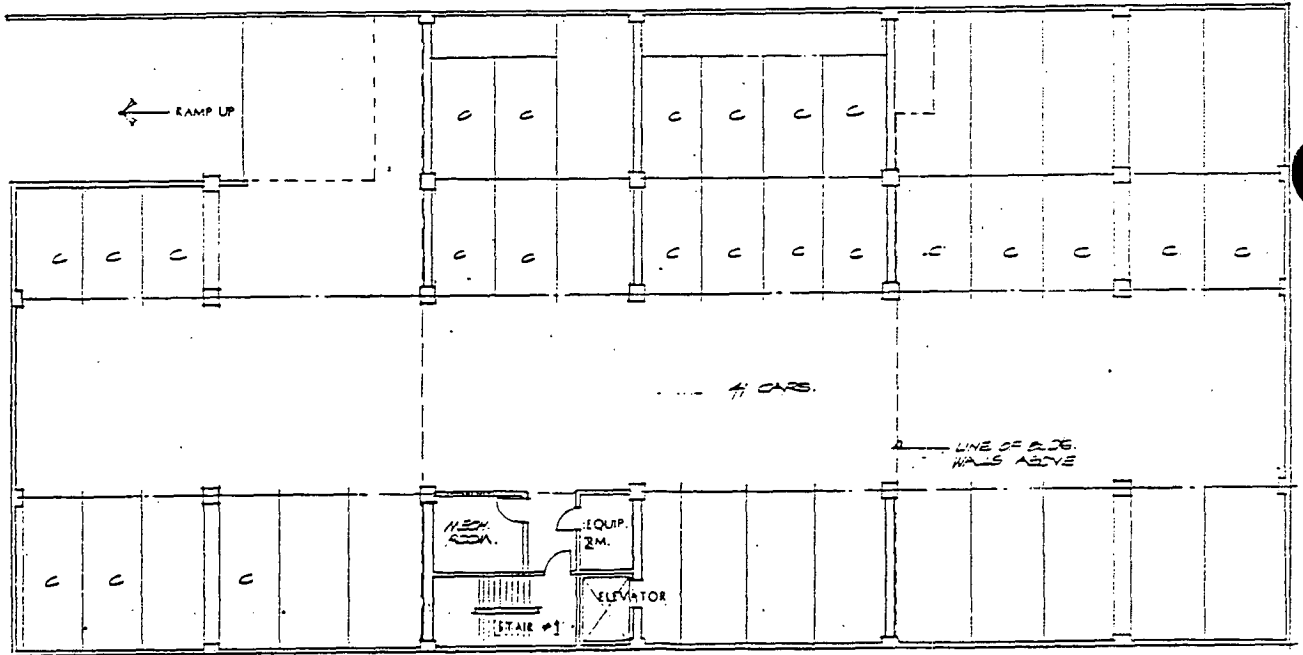 RAMP UP
C C C C C C
C C C C C C C C C C C C C C
41 CARS.
LINE OF BLDG.
WALLS ABOVE
MECH.
ROOM.
EQUIP.
RM.
C C C
ELEVATOR
STAIR #1